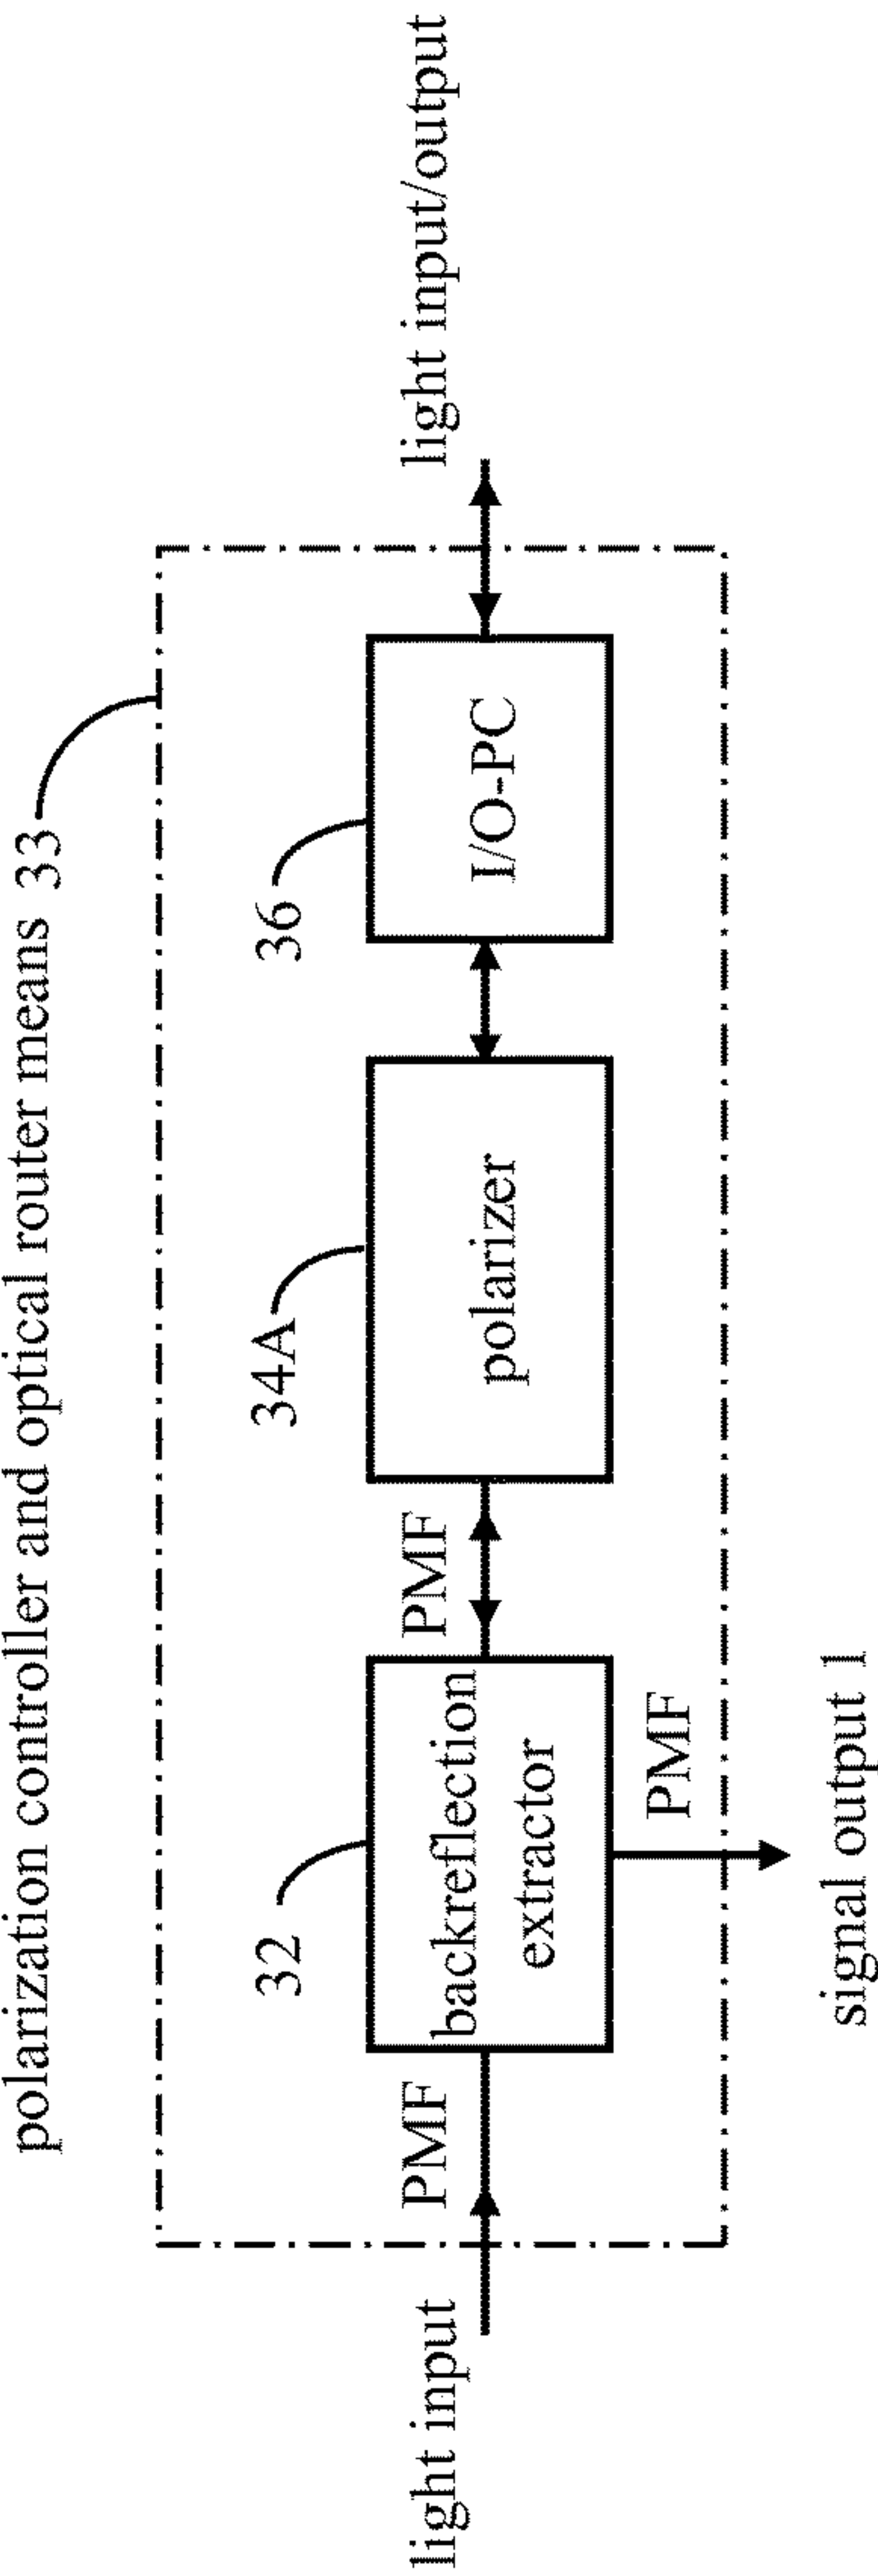 polarization controller and optical router means 33
32
34A
36
light input
PMF
backreflection
extractor
PMF
polarizer
I/O-PC
light input/output
PMF
signal output 1